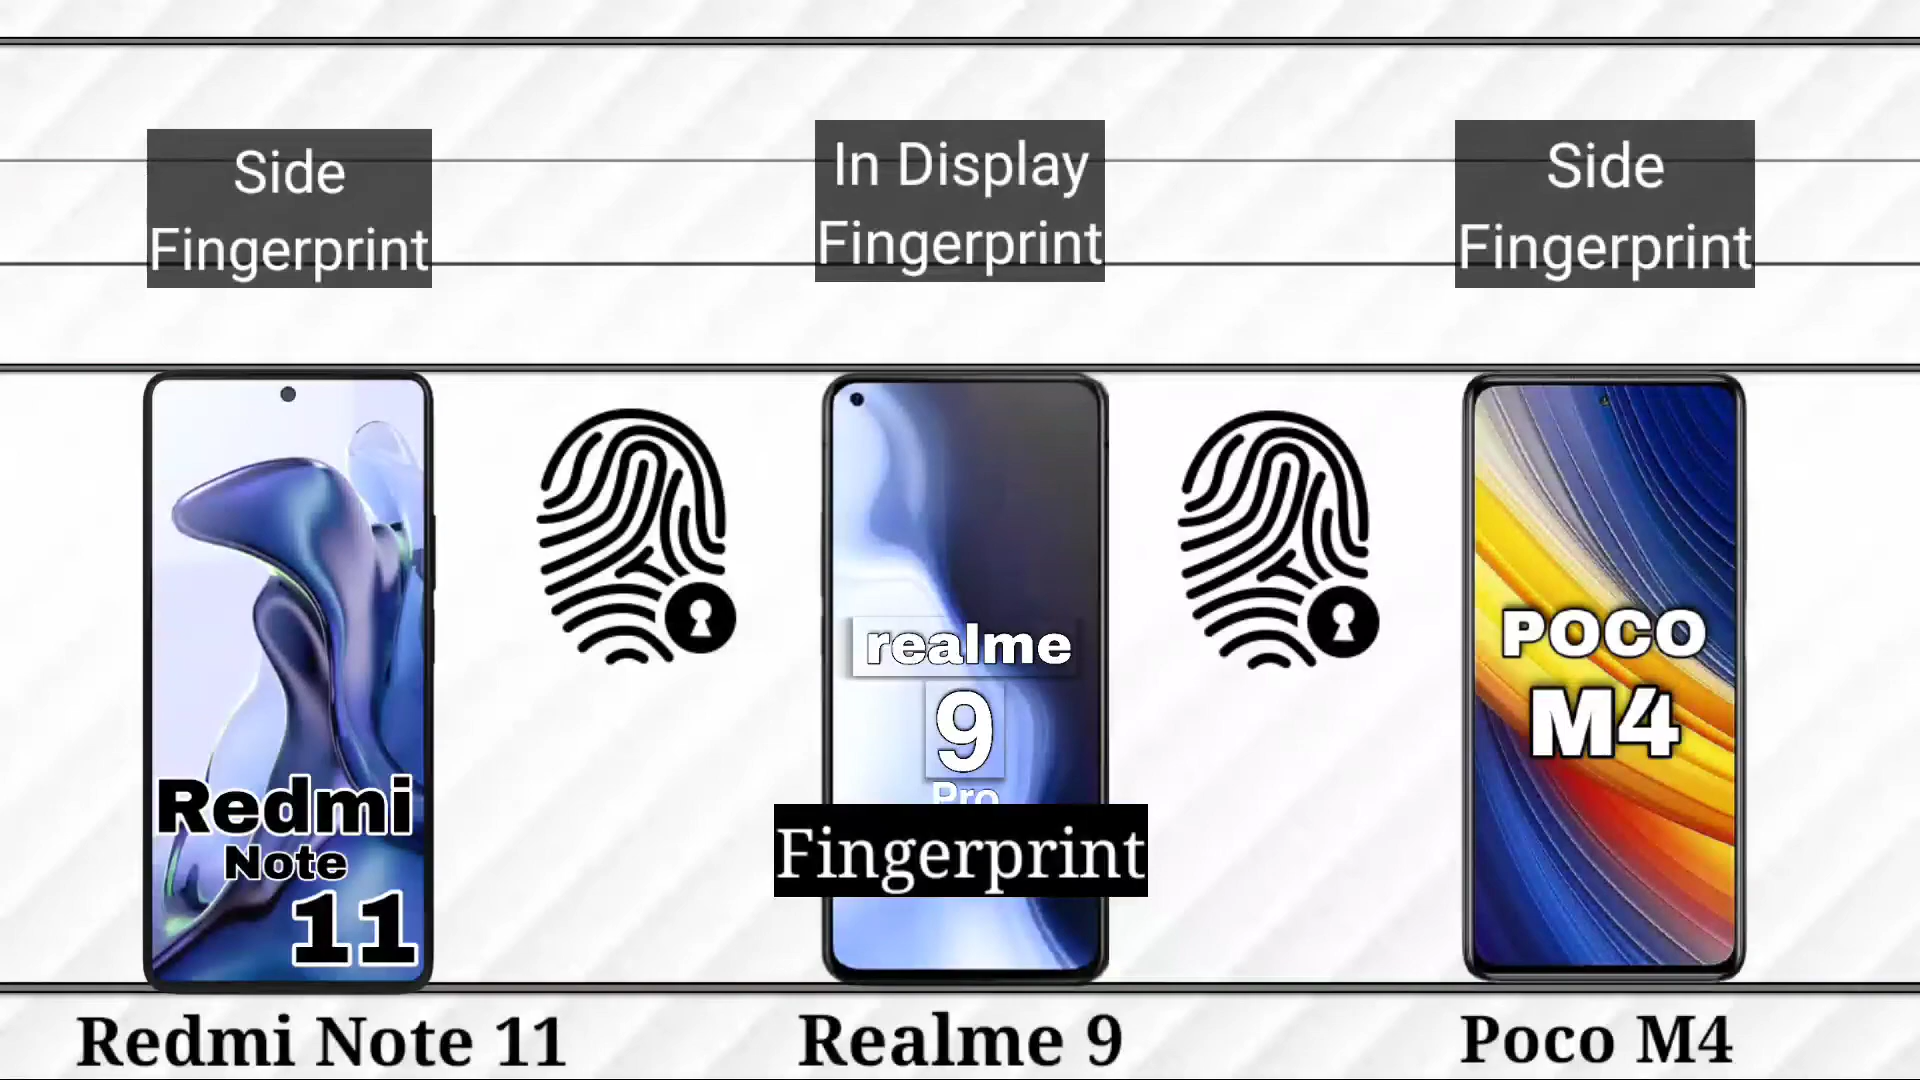 Side
Fingerprint
In Display
Fingerprint
Side
Fingerprint
Redmi
Note
11
realme
9
Pro
Fingerprint
POCO
M4
Redmi Note 11
Realme 9
Poco M4